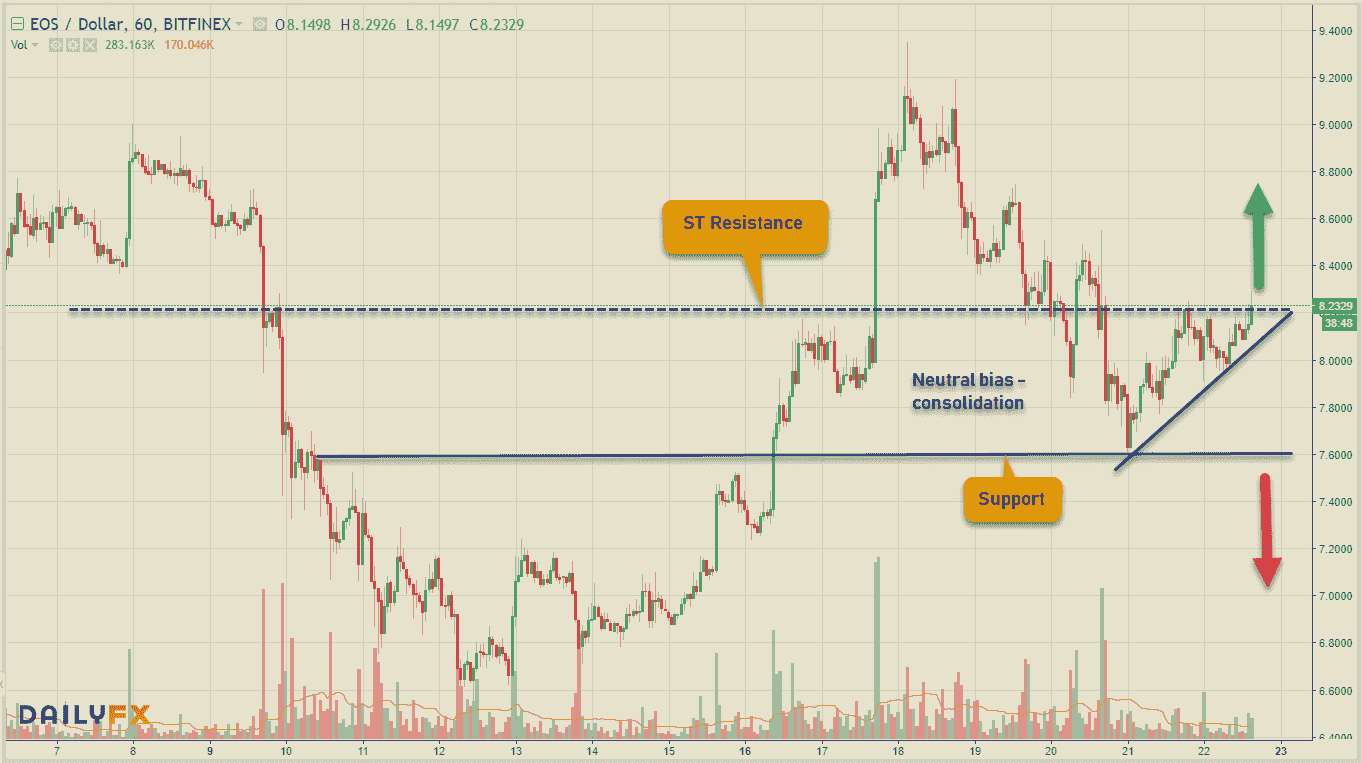 EOS / Dollar, 60, BITFINEX O8.1498 H8.2926 L8.1497 C8.2329
Vol 283.163K 170.046K
9.4000
9.2000
9.0000
8.8000
8.6000
8.4000
8.2329
38:48
8.0000
7.8000
7.6000
7.4000
7.2000
7.0000
6.8000
6.6000
6.4000
ST Resistance
Neutral bias –
consolidation
Support
DAILYFX
7 8 9 10 11 12 13 14 15 16 17 18 19 20 21 22 23